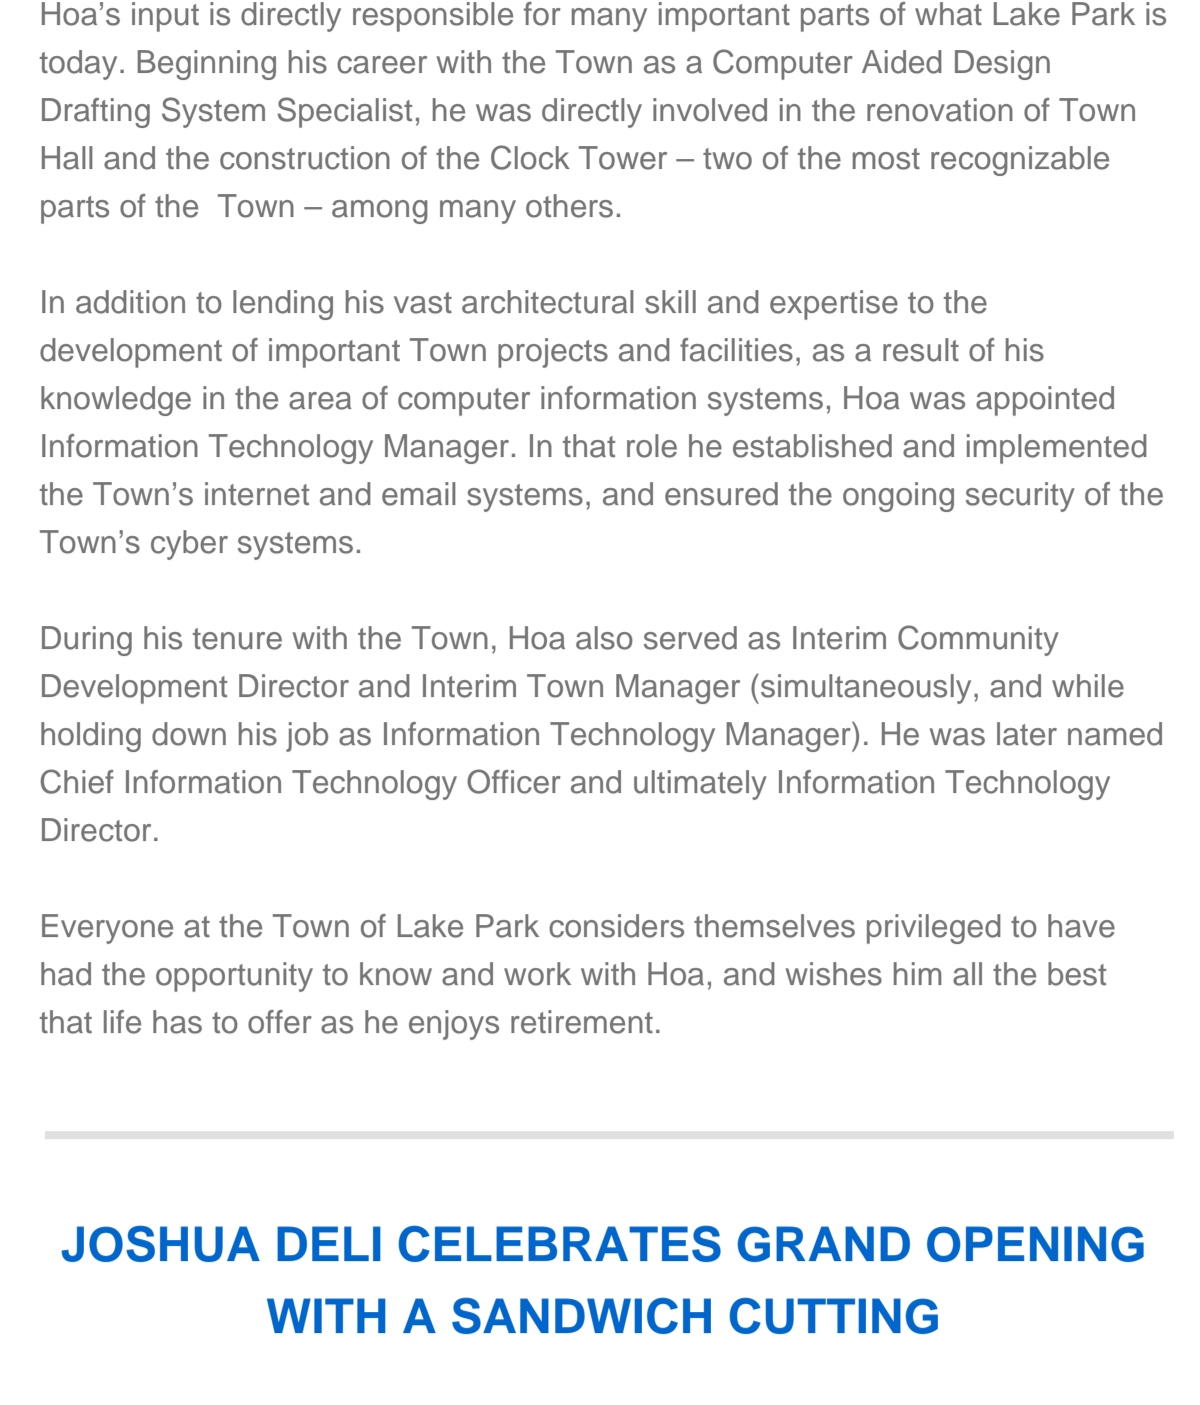 Hoa’s input is directly responsible for many important parts of what Lake Park is
today. Beginning his career with the Town as a Computer Aided Design
Drafting System Specialist, he was directly involved in the renovation of Town
Hall and the construction of the Clock Tower – two of the most recognizable
parts of the  Town – among many others.
In addition to lending his vast architectural skill and expertise to the
development of important Town projects and facilities, as a result of his
knowledge in the area of computer information systems, Hoa was appointed
Information Technology Manager. In that role he established and implemented
the Town’s internet and email systems, and ensured the ongoing security of the
Town’s cyber systems.
During his tenure with the Town, Hoa also served as Interim Community
Development Director and Interim Town Manager (simultaneously, and while
holding down his job as Information Technology Manager). He was later named
Chief Information Technology Officer and ultimately Information Technology
Director.
Everyone at the Town of Lake Park considers themselves privileged to have
had the opportunity to know and work with Hoa, and wishes him all the best
that life has to offer as he enjoys retirement.
JOSHUA DELI CELEBRATES GRAND OPENING
WITH A SANDWICH CUTTING